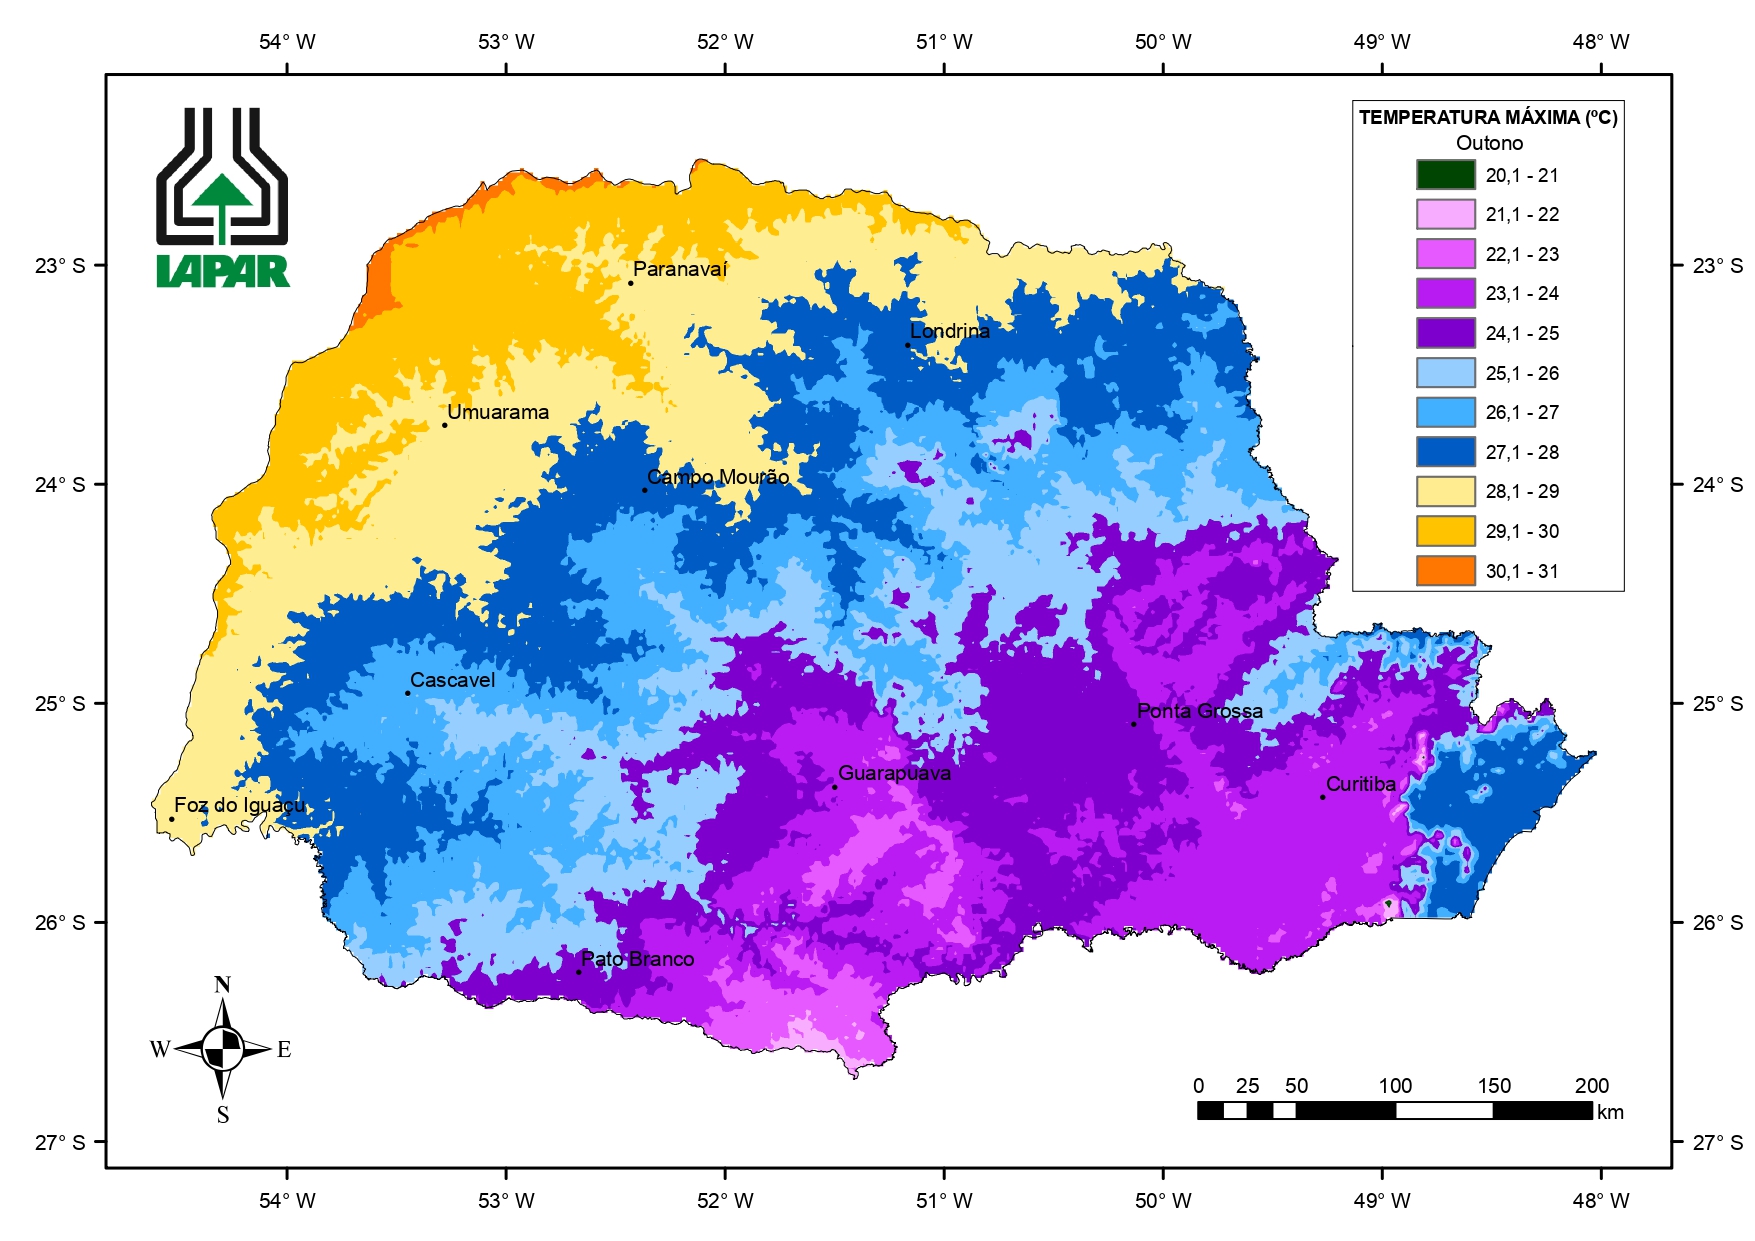 54° W 53° W 52° W 51° W 50° W 49° W 48° W
TEMPERATURA MÁXIMA (ºC)
Outono
20,1 - 21
21,1 - 22
22,1 - 23
23,1 - 24
24,1 - 25
25,1 - 26
26,1 - 27
27,1 - 28
28,1 - 29
29,1 - 30
30,1 - 31
IAPAR
23° S 23° S
Paranavaí
Londrina
Umuarama
Campo Mourão
24° S 24° S
Cascavel
25° S 25° S
Ponta Grossa
Guarapuava
Curitiba
Foz do Iguaçu
26° S 26° S
Pato Branco
N
W E
S
0 25 50 100 150 200
km
27° S 27° S
54° W 53° W 52° W 51° W 50° W 49° W 48° W